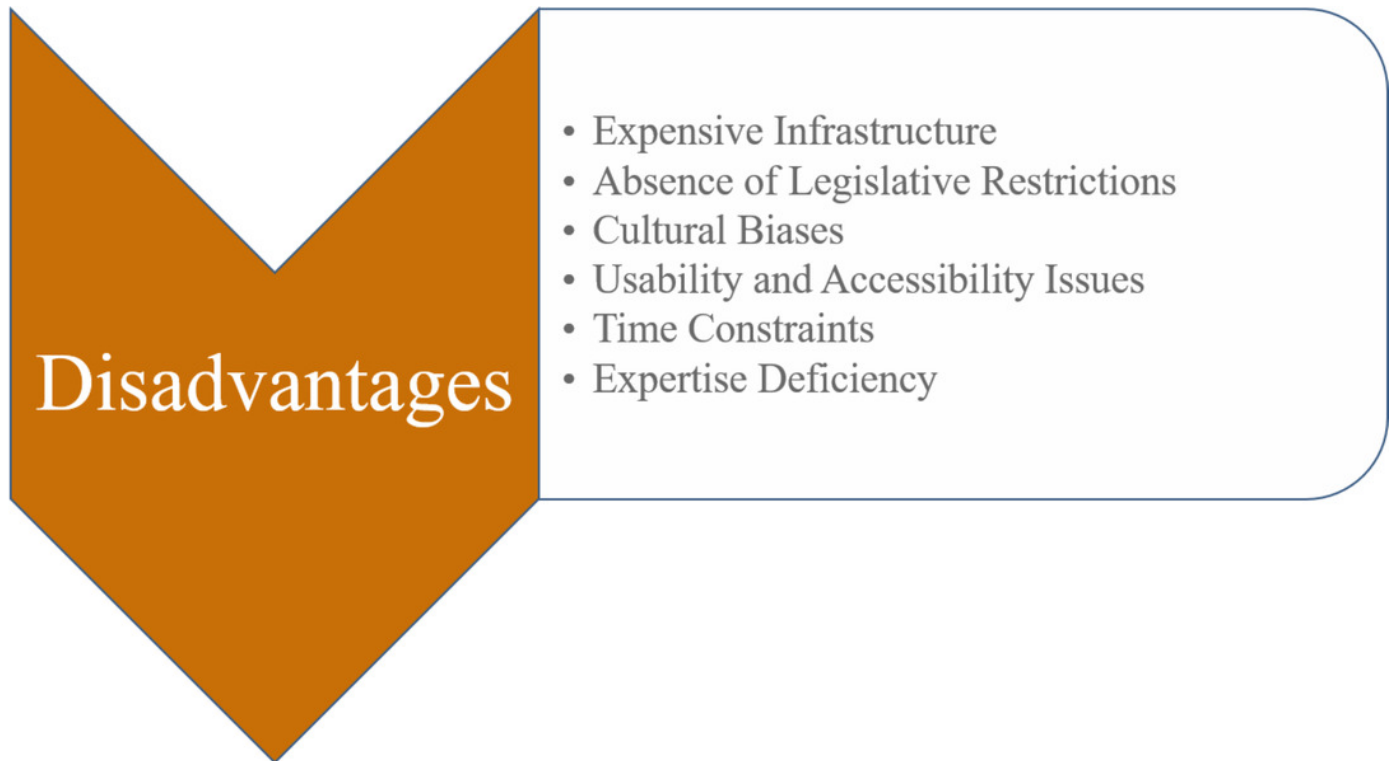 Disadvantages
• Expensive Infrastructure
• Absence of Legislative Restrictions
• Cultural Biases
• Usability and Accessibility Issues
• Time Constraints
• Expertise Deficiency